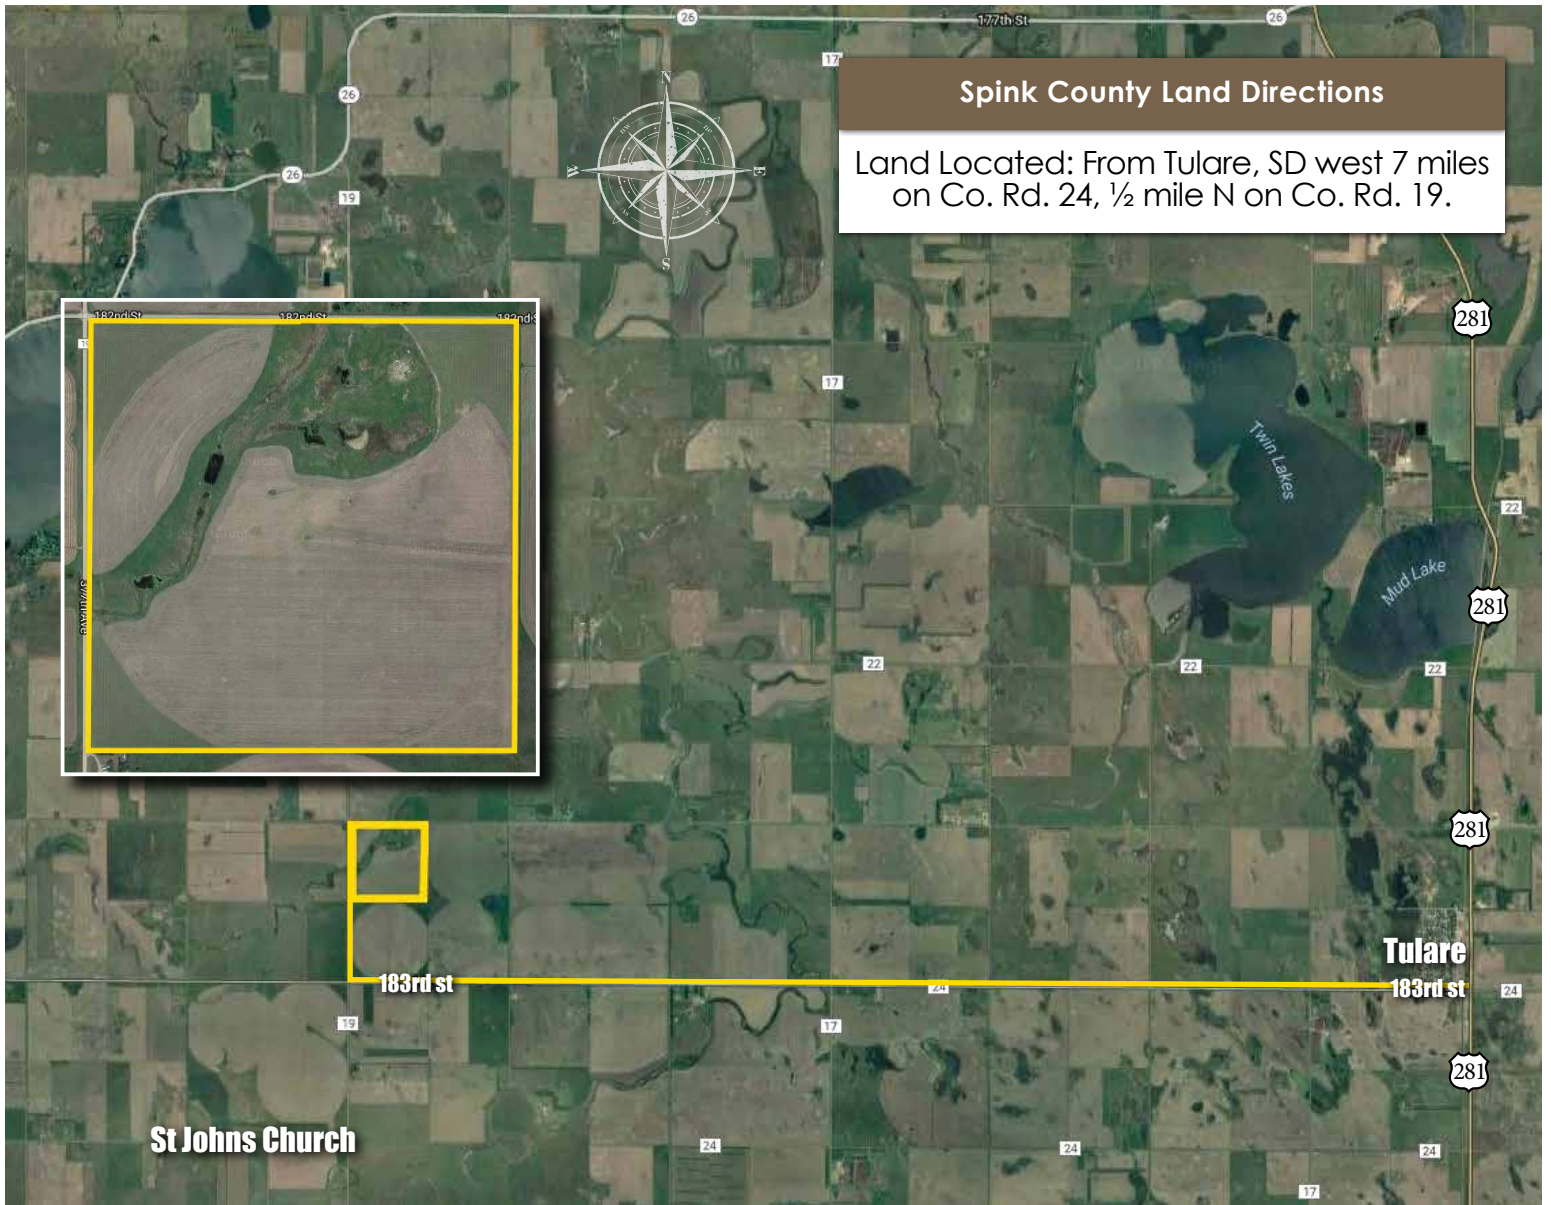 26
177th St
26
17
Spink County Land Directions
26
N
Land Located: From Tulare, SD west 7 miles
on Co. Rd. 24, ½ mile N on Co. Rd. 19.
26
E
19
S
281
182nd St
182nd St
182nd S
17
Twin Lakes
22
Mud Lake
281
22
22
22
281
Tulare
183rd st
183rd st
24
24
19
17
281
St Johns Church
24
24
24
17